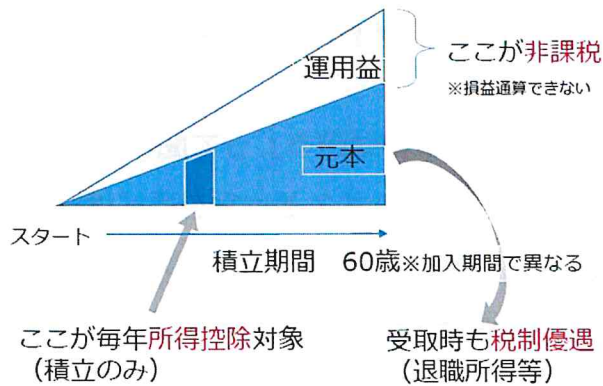 運用益
ここが非課税
※損益通算できない
元本
スタート
積立期間 60歳※加入期間で異なる
ここが毎年所得控除対象
（積立のみ）
受取時も税制優遇
（退職所得等）